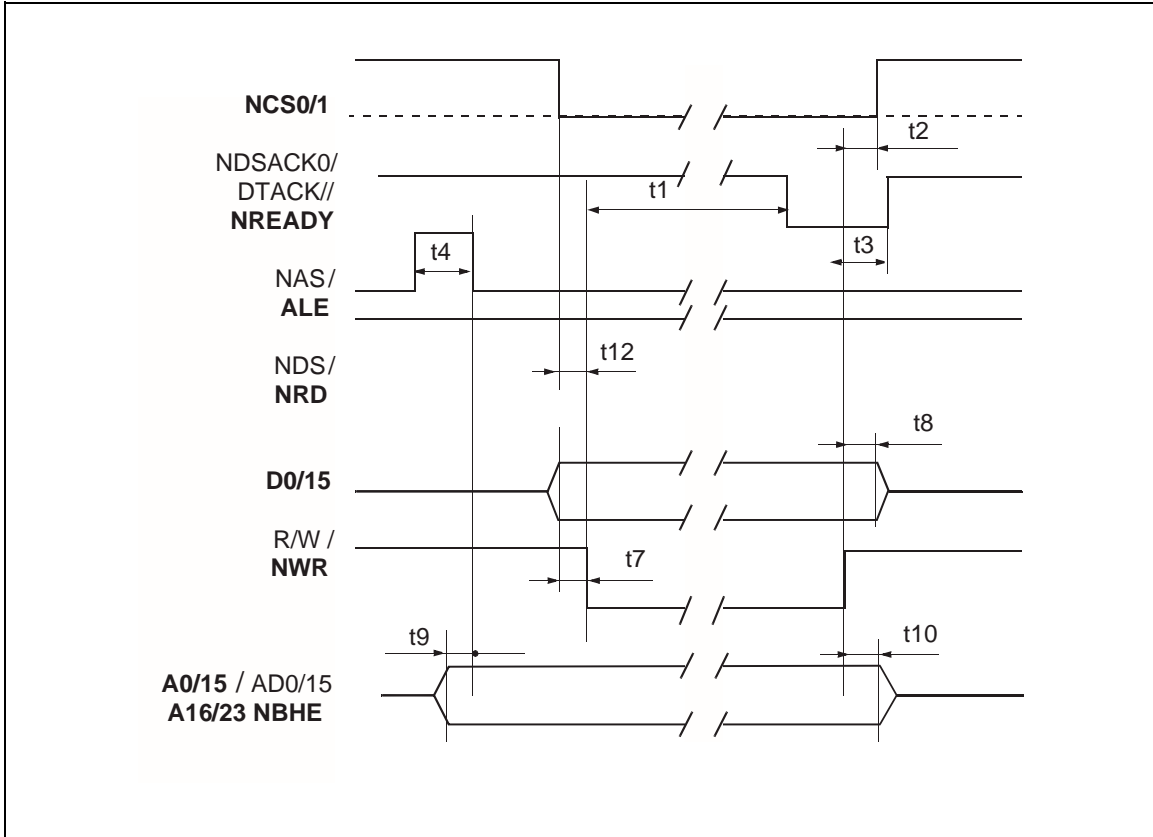 NCS0/1
t2
NDSACK0/
DTACK//
NREADY
t1
t3
t4
NAS/
ALE
t12
NDS/
NRD
t8
D0/15
R/W /
NWR
t7
t9
t10
A0/15 / AD0/15
A16/23 NBHE